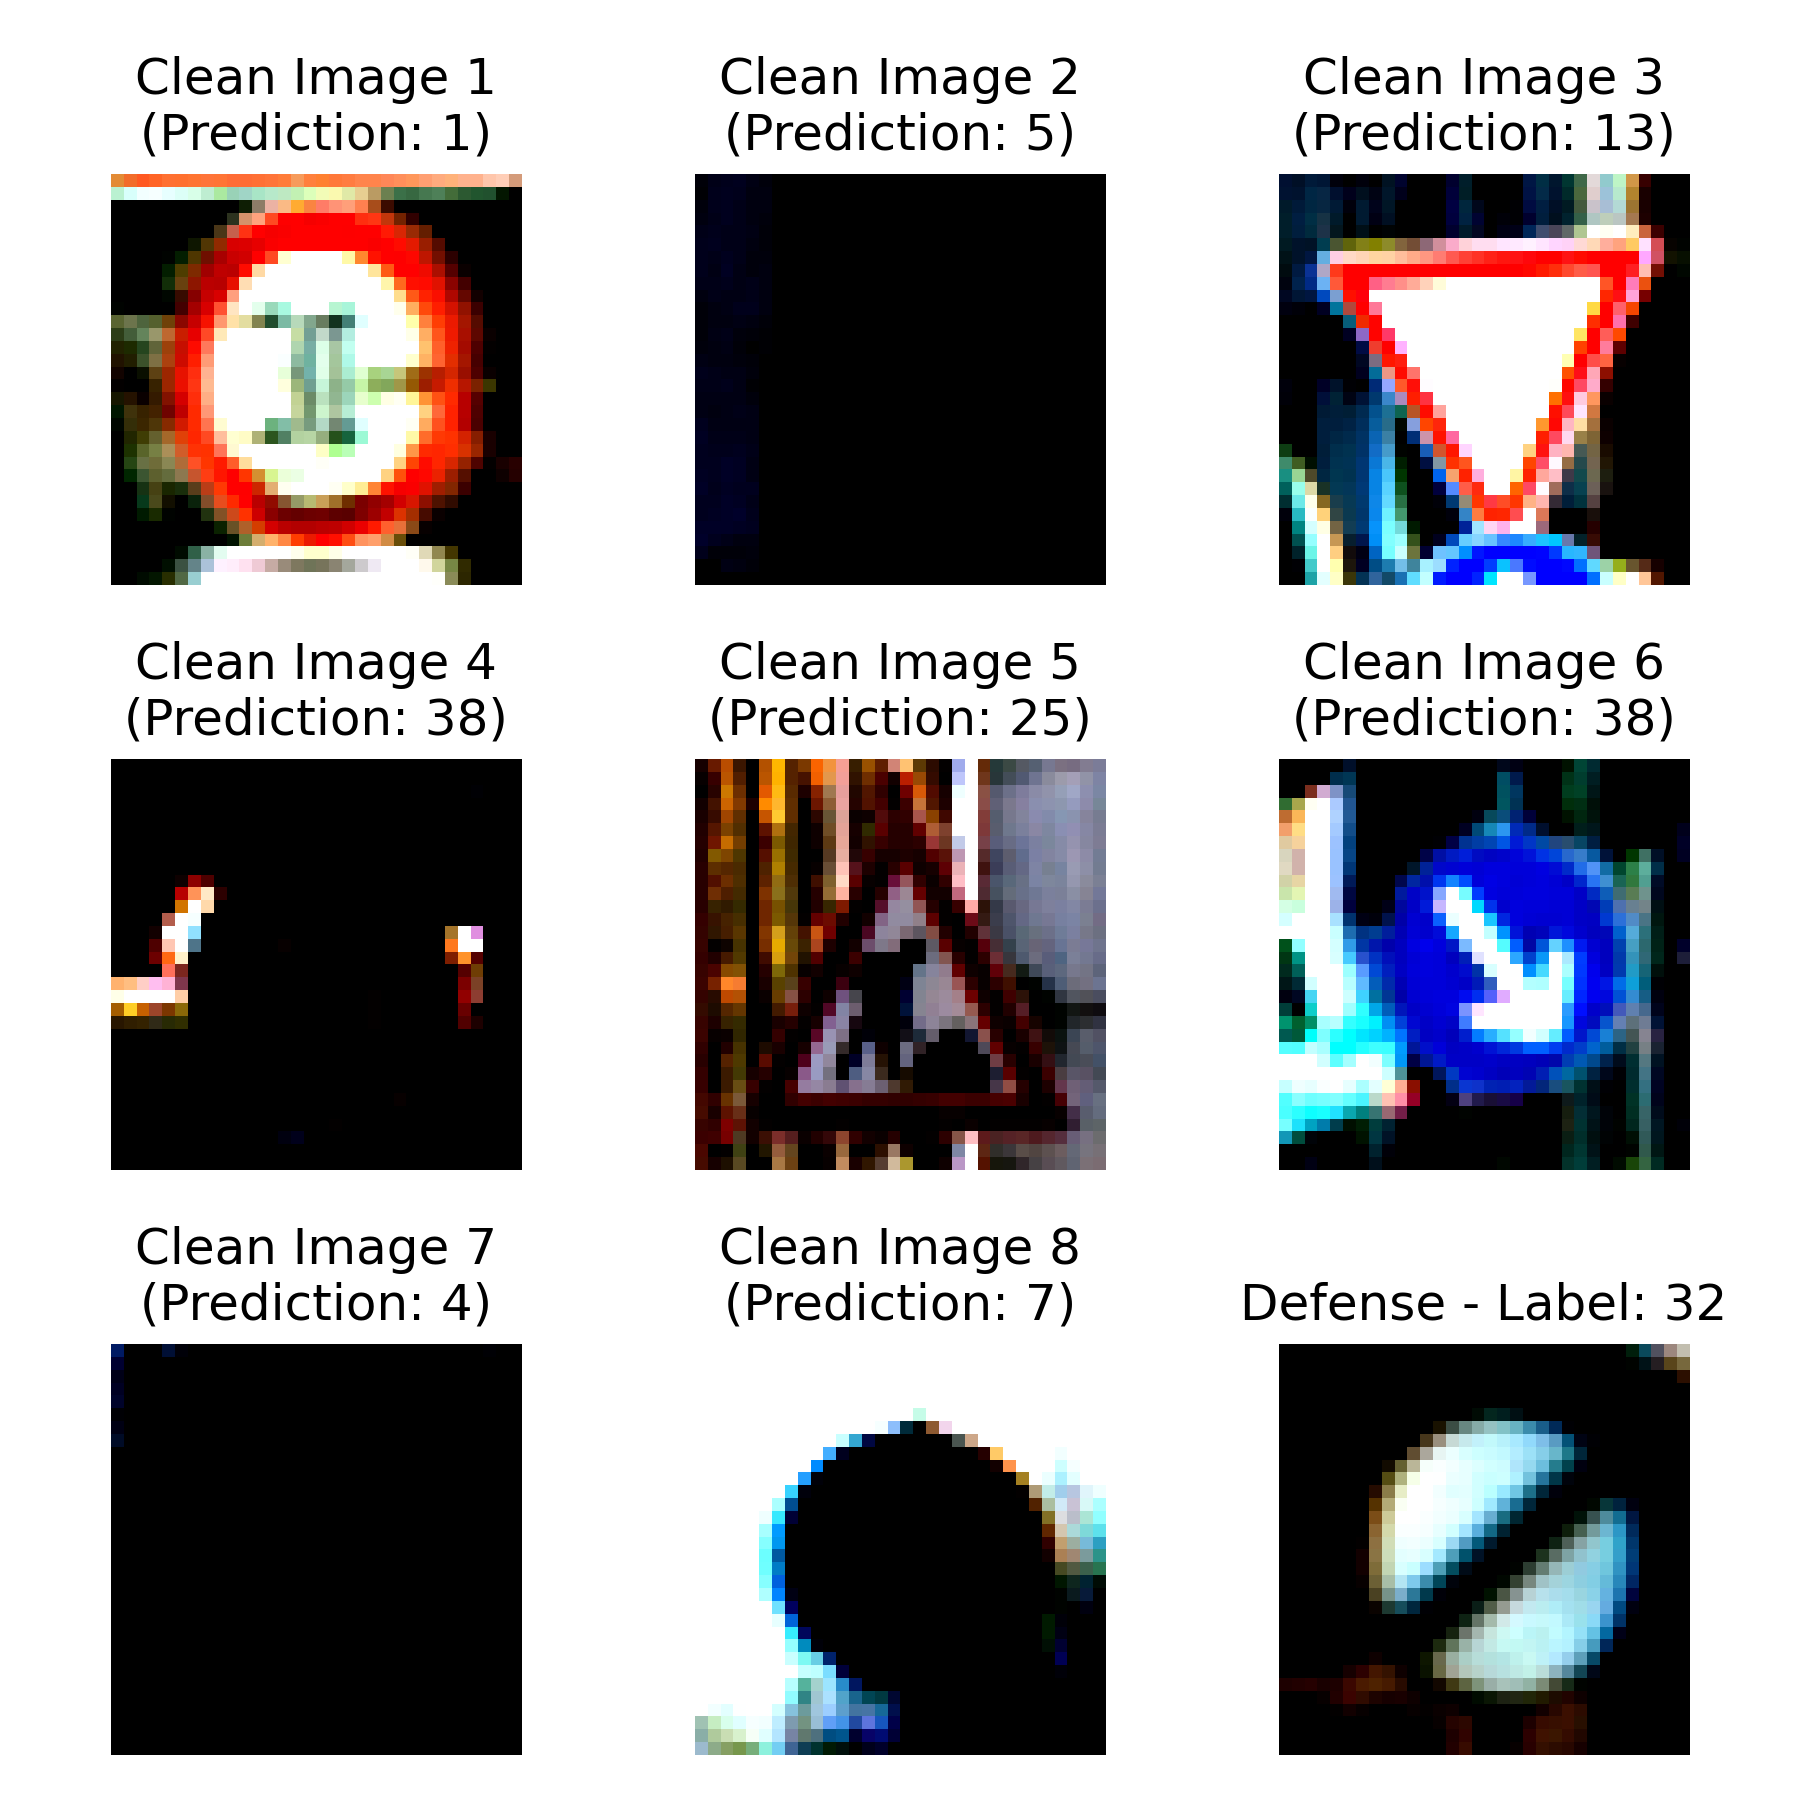 Clean Image 1
(Prediction: 1)
Clean Image 2
(Prediction: 5)
Clean Image 3
(Prediction: 13)
Clean Image 4
(Prediction: 38)
Clean Image 5
(Prediction: 25)
Clean Image 6
(Prediction: 38)
Clean Image 7
(Prediction: 4)
Clean Image 8
(Prediction: 7)
Defense - Label: 32